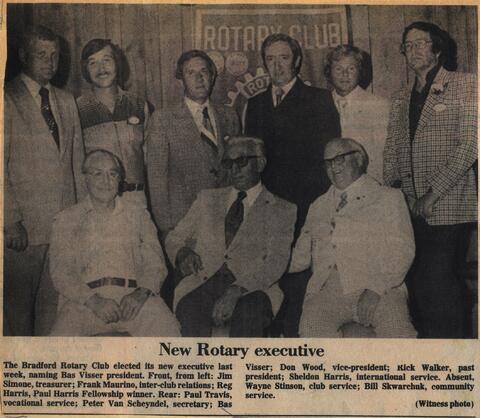 ROTARY CLUB
New Rotary executive
The Bradford Rotary Club elected its new executive last
week, naming Bas Visser president. Front, from left: Jim
Simone, treasurer; Frank Maurino, inter-club relations; Reg
Harris, Paul Harris Fellowship winner. Rear: Paul Travis,
vocational service; Peter Van Scheyndel, secretary; Bas
Visser; Don Wood, vice-president; Rick Walker, past
president; Sheldon Harris, international service. Absent,
Wayne Stinson, club service; Bill Skwarchuk, community
service.
(Witness photo)